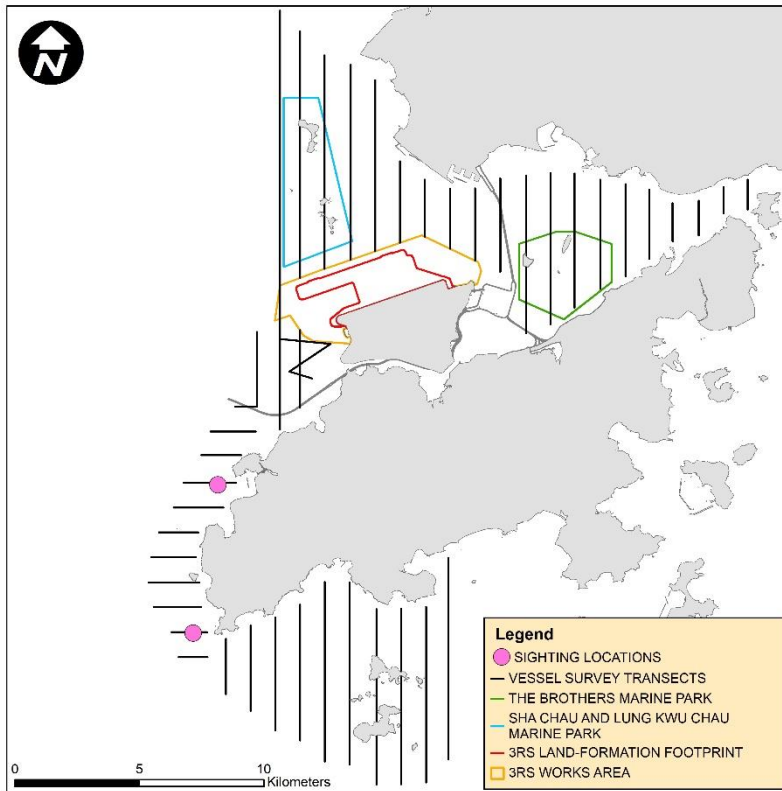 N
Legend
SIGHTING LOCATIONS
VESSEL SURVEY TRANSECTS
THE BROTHERS MARINE PARK
SHA CHAU AND LUNG KWU CHAU
MARINE PARK
3RS LAND-FORMATION FOOTPRINT
3RS WORKS AREA
0 5 10
Kilometers